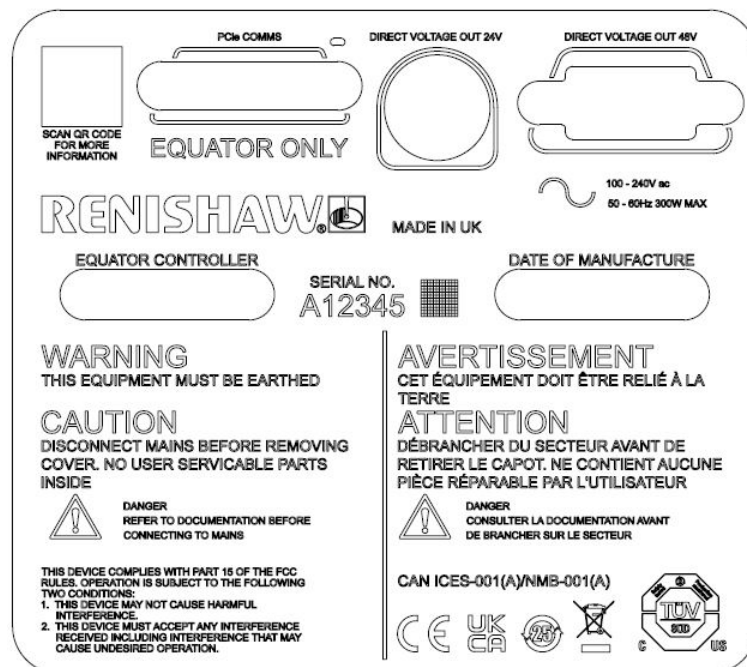 PCIe COMMS
DIRECT VOLTAGE OUT 24V
DIRECT VOLTAGE OUT 48V
SCAN QR CODE
FOR MORE
INFORMATION
EQUATOR ONLY
100 - 240V ac
50 - 60Hz 300W MAX
RENISHAW®
MADE IN UK
EQUATOR CONTROLLER
SERIAL NO.
A12345
DATE OF MANUFACTURE
WARNING
THIS EQUIPMENT MUST BE EARTHED
CAUTION
DISCONNECT MAINS BEFORE REMOVING
COVER. NO USER SERVICABLE PARTS
INSIDE
DANGER
REFER TO DOCUMENTATION BEFORE
CONNECTING TO MAINS
THIS DEVICE COMPLIES WITH PART 15 OF THE FCC
RULES. OPERATION IS SUBJECT TO THE FOLLOWING
TWO CONDITIONS:
1. THIS DEVICE MAY NOT CAUSE HARMFUL
INTERFERENCE.
2. THIS DEVICE MUST ACCEPT ANY INTERFERENCE
RECEIVED INCLUDING INTERFERENCE THAT MAY
CAUSE UNDESIRED OPERATION.
AVERTISSEMENT
CET ÉQUIPEMENT DOIT ÊTRE RELIÉ À LA
TERRE
ATTENTION
DÉBRANCHER DU SECTEUR AVANT DE
RETIRER LE CAPOT. NE CONTIENT AUCUNE
PIÈCE RÉPARABLE PAR L'UTILISATEUR
DANGER
CONSULTER LA DOCUMENTATION AVANT
DE BRANCHER SUR LE SECTEUR
CAN ICES-001(A)/NMB-001(A)
CE
UK
CA
25
TÜV
SÜD
C
US